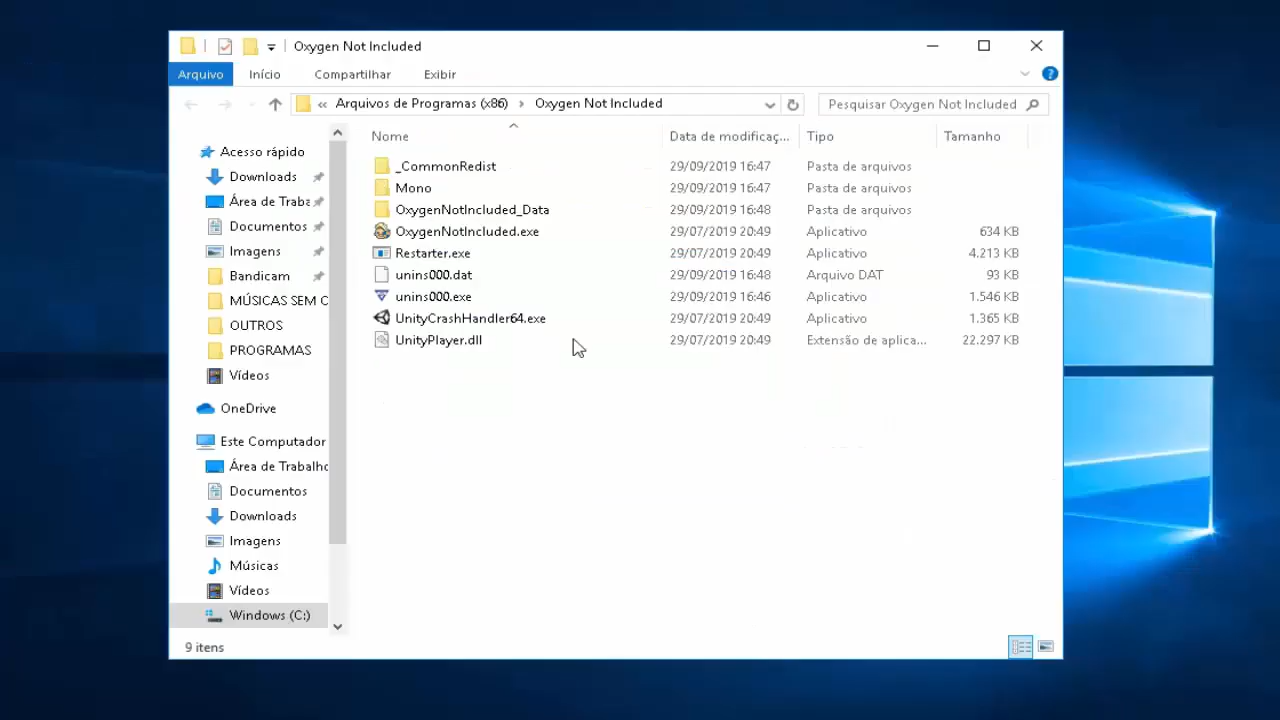 Oxygen Not Included
Arquivo Início Compartilhar Exibir
« Arquivos de Programas (x86) › Oxygen Not Included Pesquisar Oxygen Not Included
Nome Data de modificaç... Tipo Tamanho
Acesso rápido
Downloads
Área de Traba
Documentos
Imagens
Bandicam
MÚSICAS SEM C
OUTROS
PROGRAMAS
Vídeos
OneDrive
Este Computador
Área de Trabalho
Documentos
Downloads
Imagens
Músicas
Vídeos
Windows (C:)
_CommonRedist 29/09/2019 16:47 Pasta de arquivos
Mono 29/09/2019 16:47 Pasta de arquivos
OxygenNotIncluded_Data 29/09/2019 16:48 Pasta de arquivos
OxygenNotIncluded.exe 29/07/2019 20:49 Aplicativo 634 KB
Restarter.exe 29/07/2019 20:49 Aplicativo 4.213 KB
unins000.dat 29/09/2019 16:48 Arquivo DAT 93 KB
unins000.exe 29/09/2019 16:46 Aplicativo 1.546 KB
UnityCrashHandler64.exe 29/07/2019 20:49 Aplicativo 1.365 KB
UnityPlayer.dll 29/07/2019 20:49 Extensão de aplica... 22.297 KB
9 itens